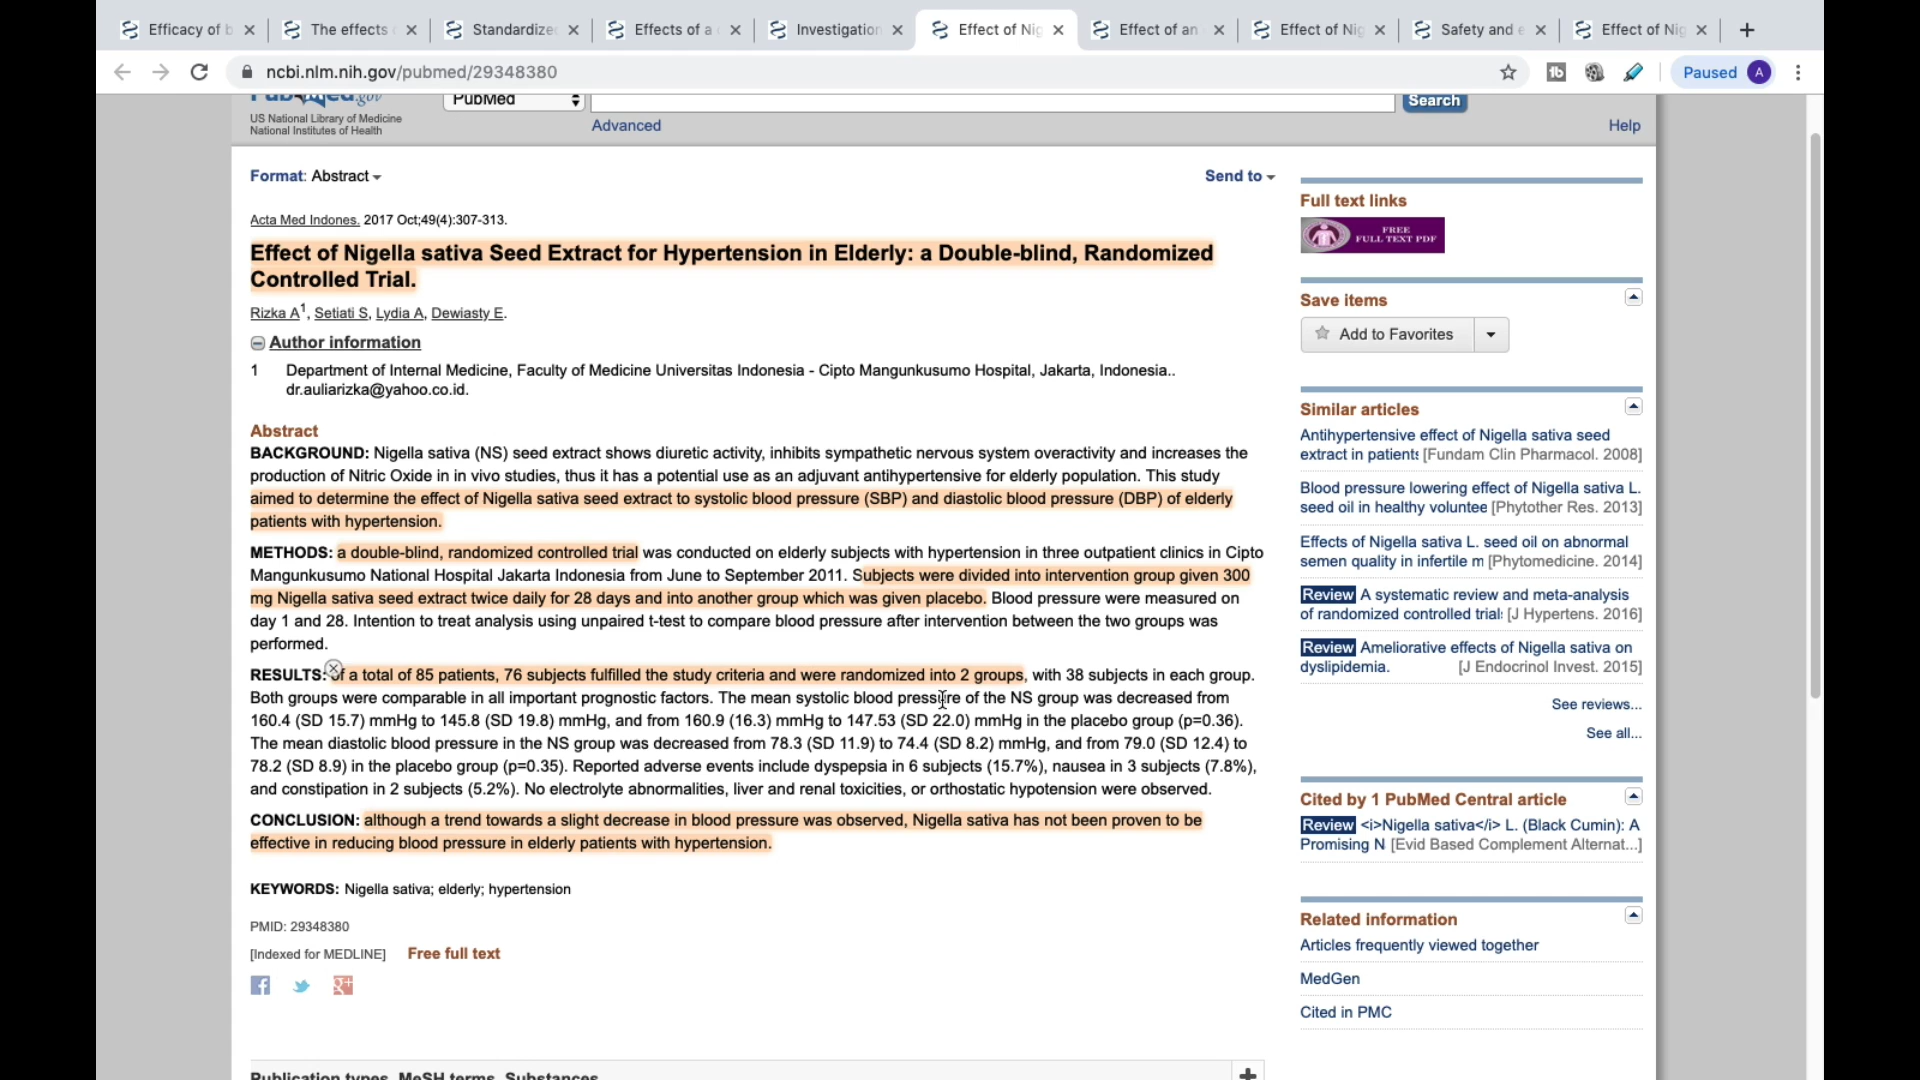 Efficacy of b
The effects
Standardize
Effects of a
Investigation
Effect of Nig
Effect of an
Effect of Nig
Safety and e
Effect of Nig
ncbi.nlm.nih.gov/pubmed/29348380
Paused A
PubMed.gov
PubMed
Search
US National Library of Medicine
National Institutes of Health
Advanced
Help
Format: Abstract
Send to
Acta Med Indones. 2017 Oct;49(4):307-313.
Effect of Nigella sativa Seed Extract for Hypertension in Elderly: a Double-blind, Randomized
Controlled Trial.
Rizka A1, Setiati S, Lydia A, Dewiasty E.
Author information
1 Department of Internal Medicine, Faculty of Medicine Universitas Indonesia - Cipto Mangunkusumo Hospital, Jakarta, Indonesia..
dr.auliarizka@yahoo.co.id.
Abstract
BACKGROUND: Nigella sativa (NS) seed extract shows diuretic activity, inhibits sympathetic nervous system overactivity and increases the
production of Nitric Oxide in in vivo studies, thus it has a potential use as an adjuvant antihypertensive for elderly population. This study
aimed to determine the effect of Nigella sativa seed extract to systolic blood pressure (SBP) and diastolic blood pressure (DBP) of elderly
patients with hypertension.
METHODS: a double-blind, randomized controlled trial was conducted on elderly subjects with hypertension in three outpatient clinics in Cipto
Mangunkusumo National Hospital Jakarta Indonesia from June to September 2011. Subjects were divided into intervention group given 300
mg Nigella sativa seed extract twice daily for 28 days and into another group which was given placebo. Blood pressure were measured on
day 1 and 28. Intention to treat analysis using unpaired t-test to compare blood pressure after intervention between the two groups was
performed.
RESULTS: of a total of 85 patients, 76 subjects fulfilled the study criteria and were randomized into 2 groups, with 38 subjects in each group.
Both groups were comparable in all important prognostic factors. The mean systolic blood pressure of the NS group was decreased from
160.4 (SD 15.7) mmHg to 145.8 (SD 19.8) mmHg, and from 160.9 (16.3) mmHg to 147.53 (SD 22.0) mmHg in the placebo group (p=0.36).
The mean diastolic blood pressure in the NS group was decreased from 78.3 (SD 11.9) to 74.4 (SD 8.2) mmHg, and from 79.0 (SD 12.4) to
78.2 (SD 8.9) in the placebo group (p=0.35). Reported adverse events include dyspepsia in 6 subjects (15.7%), nausea in 3 subjects (7.8%),
and constipation in 2 subjects (5.2%). No electrolyte abnormalities, liver and renal toxicities, or orthostatic hypotension were observed.
CONCLUSION: although a trend towards a slight decrease in blood pressure was observed, Nigella sativa has not been proven to be
effective in reducing blood pressure in elderly patients with hypertension.
KEYWORDS: Nigella sativa; elderly; hypertension
PMID: 29348380
[Indexed for MEDLINE] Free full text
Publication types, MeSH terms, Substances
Full text links
FREE
FULL TEXT PDF
Save items
Add to Favorites
Similar articles
Antihypertensive effect of Nigella sativa seed
extract in patients [Fundam Clin Pharmacol. 2008]
Blood pressure lowering effect of Nigella sativa L.
seed oil in healthy voluntee [Phytother Res. 2013]
Effects of Nigella sativa L. seed oil on abnormal
semen quality in infertile m [Phytomedicine. 2014]
Review A systematic review and meta-analysis
of randomized controlled trial: [J Hypertens. 2016]
Review Ameliorative effects of Nigella sativa on
dyslipidemia. [J Endocrinol Invest. 2015]
See reviews...
See all...
Cited by 1 PubMed Central article
Review <i>Nigella sativa</i> L. (Black Cumin): A
Promising N [Evid Based Complement Alternat...]
Related information
Articles frequently viewed together
MedGen
Cited in PMC